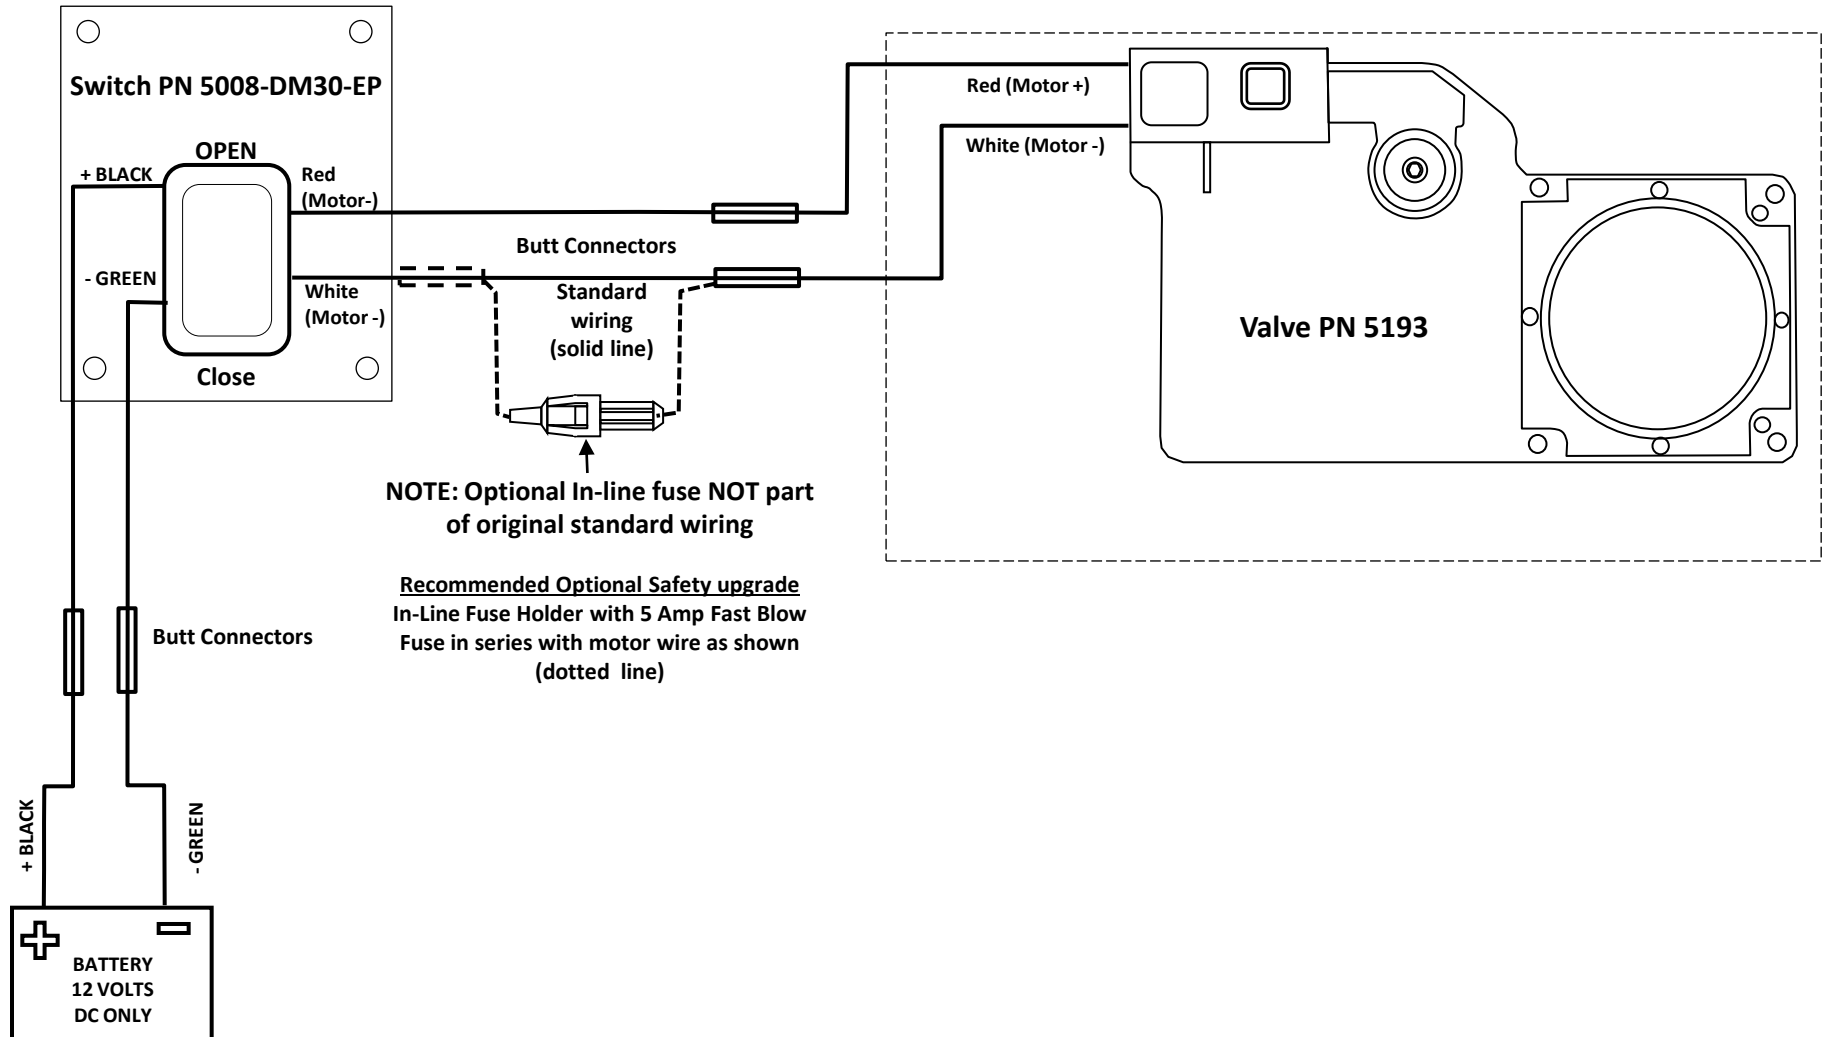 Switch PN 5008-DM30-EP
OPEN
+ BLACK
- GREEN
Red
(Motor-)
White
(Motor -)
Close
Butt Connectors
Standard
wiring
(solid line)
Red (Motor +)
White (Motor -)
Valve PN 5193
NOTE: Optional In-line fuse NOT part
of original standard wiring
Recommended Optional Safety upgrade
In-Line Fuse Holder with 5 Amp Fast Blow
Fuse in series with motor wire as shown
(dotted line)
Butt Connectors
+ BLACK
- GREEN
BATTERY
12 VOLTS
DC ONLY